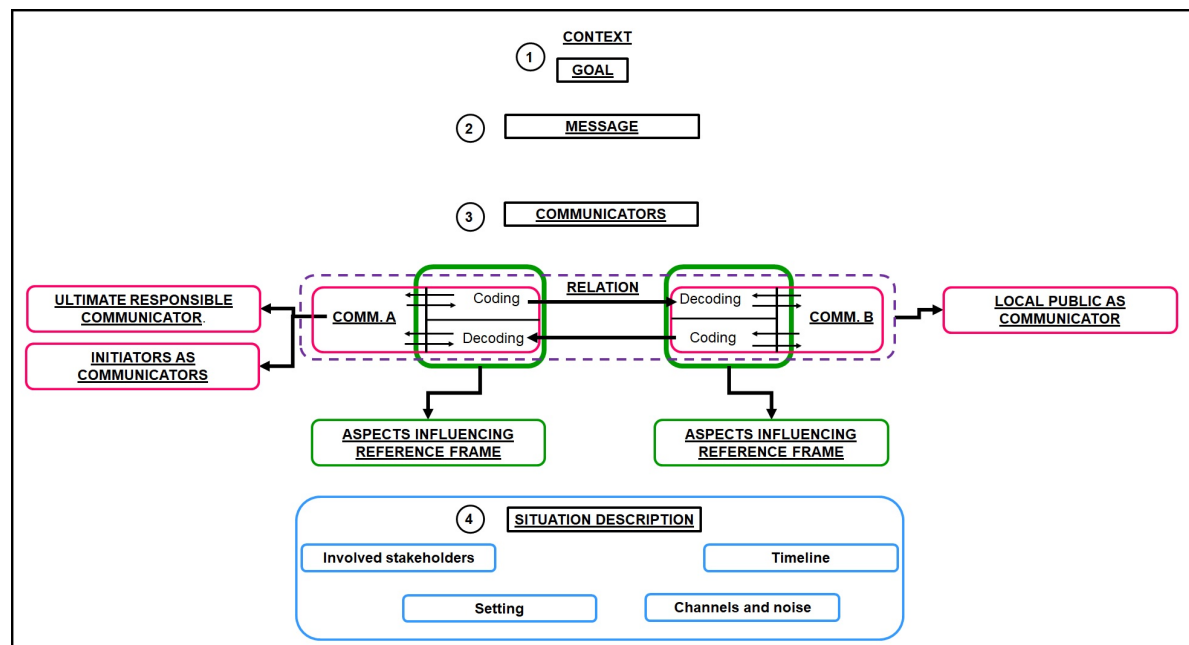 CONTEXT
1
GOAL
2
MESSAGE
3
COMMUNICATORS
RELATION
Coding
Decoding
ULTIMATE RESPONSIBLE
COMMUNICATOR.
COMM. A
COMM. B
LOCAL PUBLIC AS
COMMUNICATOR
Decoding
Coding
INITIATORS AS
COMMUNICATORS
ASPECTS INFLUENCING
REFERENCE FRAME
ASPECTS INFLUENCING
REFERENCE FRAME
4
SITUATION DESCRIPTION
Involved stakeholders
Timeline
Setting
Channels and noise